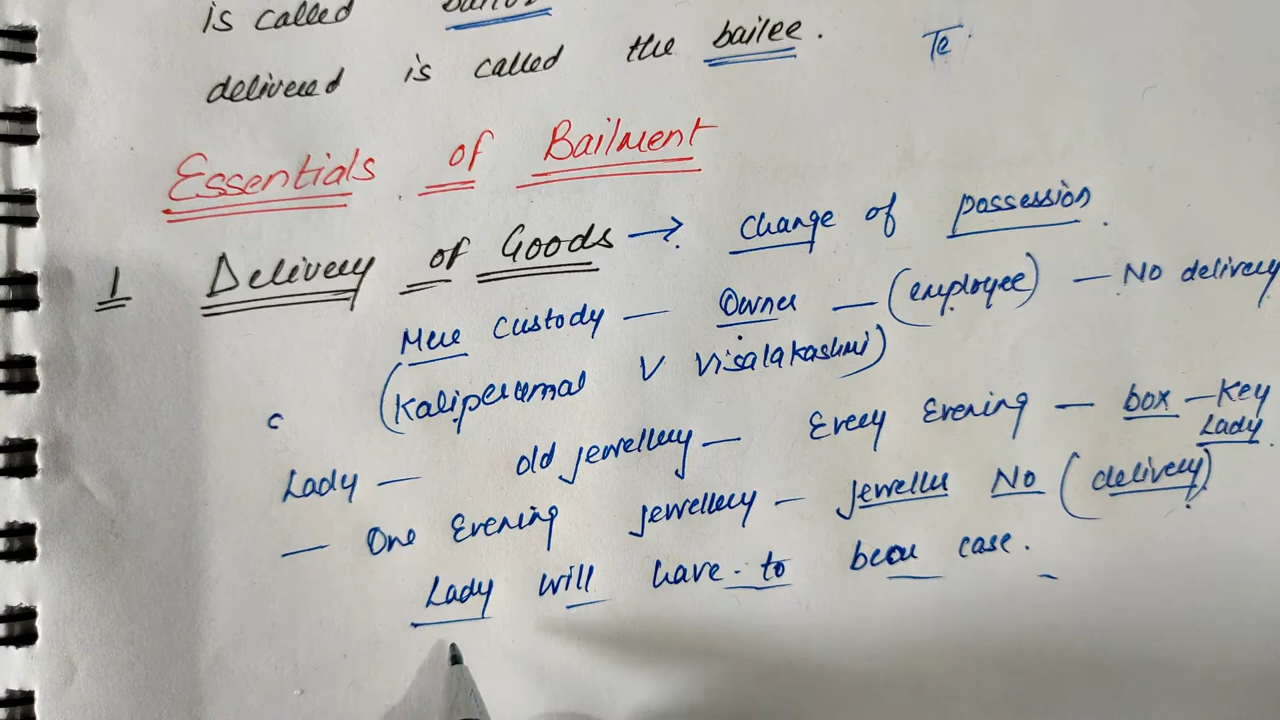 is called
delivered is called the bailee. Te
Essentials of Bailment
1 Delivery of Goods → Change of possession.
Mere Custody — Owner — (employee) — No delivery
(Kaliperumal V Visalakashmi)
c
Lady — old jewellery — Every Evening — box — Key
Lady.
— One Evening jewellery — jeweller No (delivery)
Lady will have to bear case.